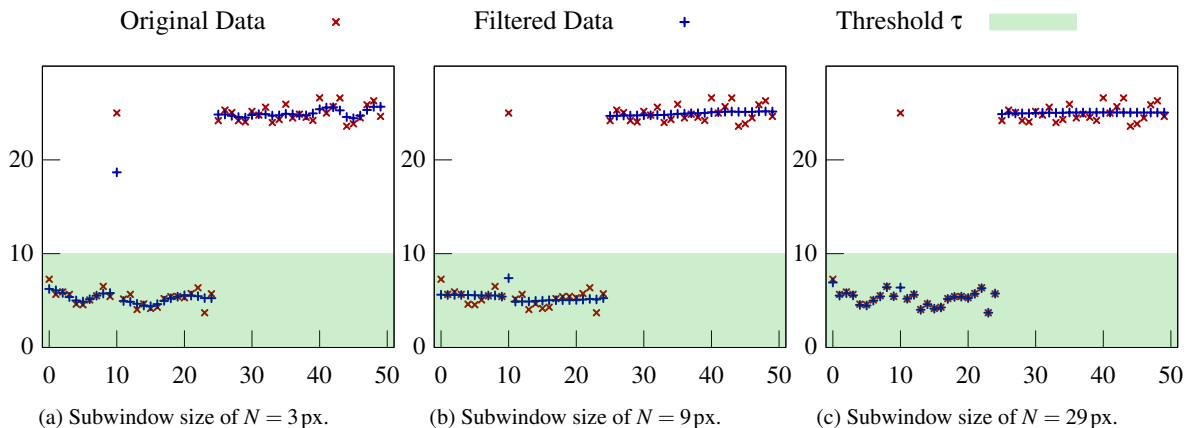 Original Data
Filtered Data
Threshold τ
20
10
0
0 10 20 30 40 50
(a) Subwindow size of N = 3 px.
20
10
0
0 10 20 30 40 50
(b) Subwindow size of N = 9 px.
20
10
0
0 10 20 30 40 50
(c) Subwindow size of N = 29 px.